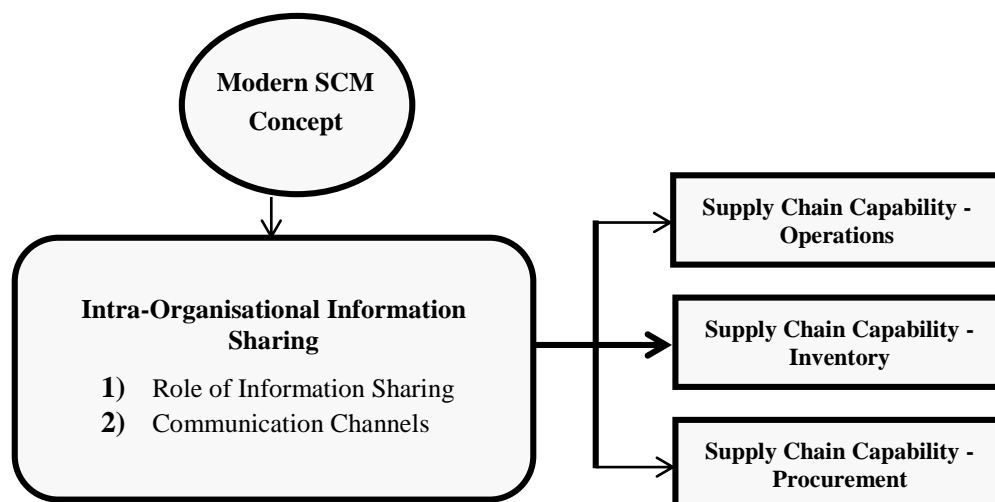 Modern SCM
Concept
Intra-Organisational Information
Sharing
1) Role of Information Sharing
2) Communication Channels
Supply Chain Capability -
Operations
Supply Chain Capability -
Inventory
Supply Chain Capability -
Procurement